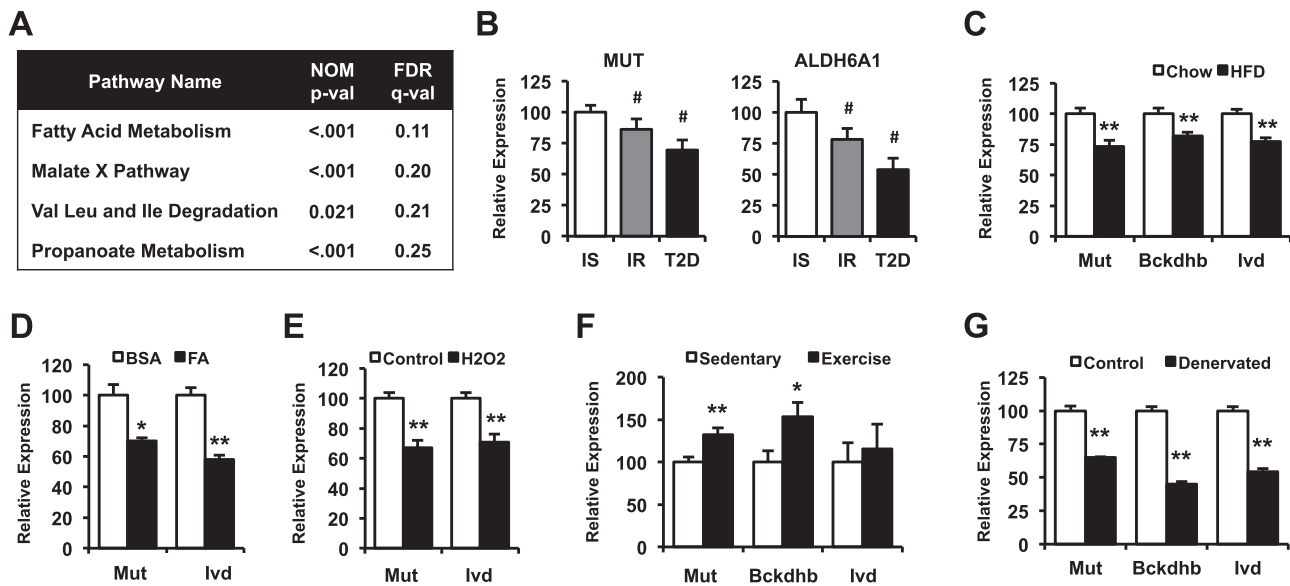 A
Pathway Name NOM p-val FDR q-val
Fatty Acid Metabolism <.001 0.11
Malate X Pathway <.001 0.20
Val Leu and Ile Degradation 0.021 0.21
Propanoate Metabolism <.001 0.25
B
MUT
Relative Expression
125
100
75
50
25
0
# #
IS IR T2D
ALDH6A1
Relative Expression
125
100
75
50
25
0
# #
IS IR T2D
C
Chow HFD
Relative Expression
125
100
75
50
25
0
** ** **
Mut Bckdhb Ivd
D
BSA FA
Relative Expression
120
100
80
60
40
20
0
* **
Mut Ivd
E
Control H2O2
Relative Expression
120
100
80
60
40
20
0
** **
Mut Ivd
F
Sedentary Exercise
Relative Expression
200
150
100
50
0
** *
Mut Bckdhb Ivd
G
Control Denervated
Relative Expression
125
100
75
50
25
0
** ** **
Mut Bckdhb Ivd